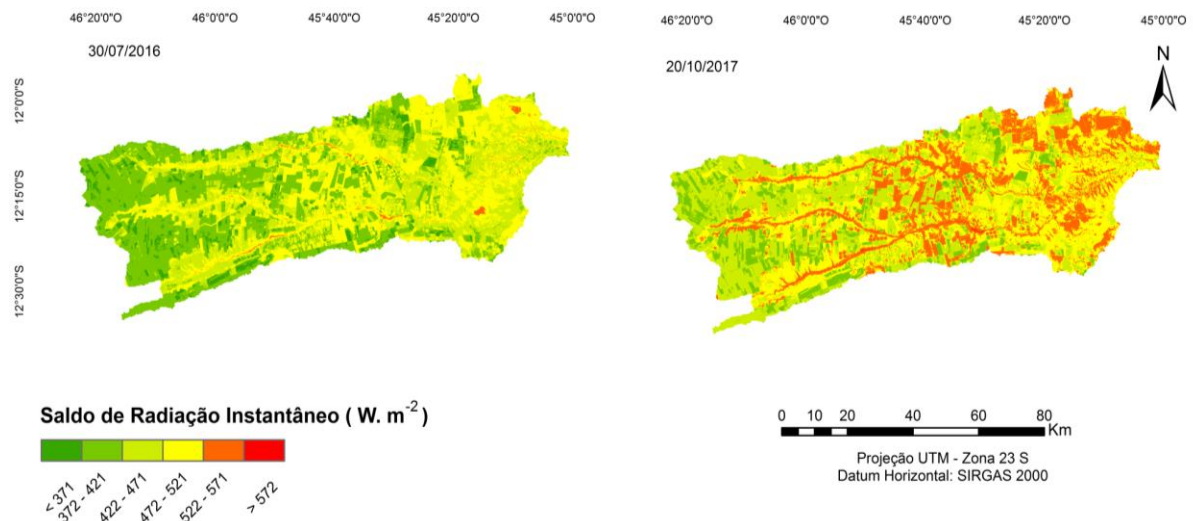 46°20'0"O 46°0'0"O 45°40'0"O 45°20'0"O 45°0'0"O
46°20'0"O 46°0'0"O 45°40'0"O 45°20'0"O 45°0'0"O
30/07/2016
20/10/2017
N
12°0'0"S
12°15'0"S
12°30'0"S
Saldo de Radiação Instantâneo ( W. m-2 )
< 371
372 - 421
422 - 471
472 - 521
522 - 571
> 572
0 10 20 40 60 80
Km
Projeção UTM - Zona 23 S
Datum Horizontal: SIRGAS 2000